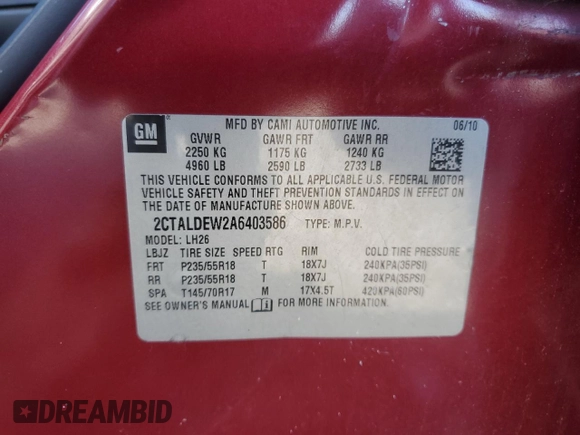 GM
MFD BY CAMI AUTOMOTIVE INC. 06/10
GVWR GAWR FRT GAWR RR
2250 KG 1175 KG 1240 KG
4960 LB 2590 LB 2733 LB
THIS VEHICLE CONFORMS TO ALL APPLICABLE U.S. FEDERAL MOTOR
VEHICLE SAFETY AND THEFT PREVENTION STANDARDS IN EFFECT ON
THE DATE OF MANUFACTURE SHOWN ABOVE.
2CTALDEW2A6403586 TYPE: M.P.V.
MODEL: LH26
LBJZ TIRE SIZE SPEED RTG RIM COLD TIRE PRESSURE
FRT P235/55R18 T 18X7J 240KPA(35PSI)
RR P235/55R18 T 18X7J 240KPA(35PSI)
SPA T145/70R17 M 17X4.5T 420KPA(60PSI)
SEE OWNER'S MANUAL FOR MORE INFORMATION.
DREAMBID